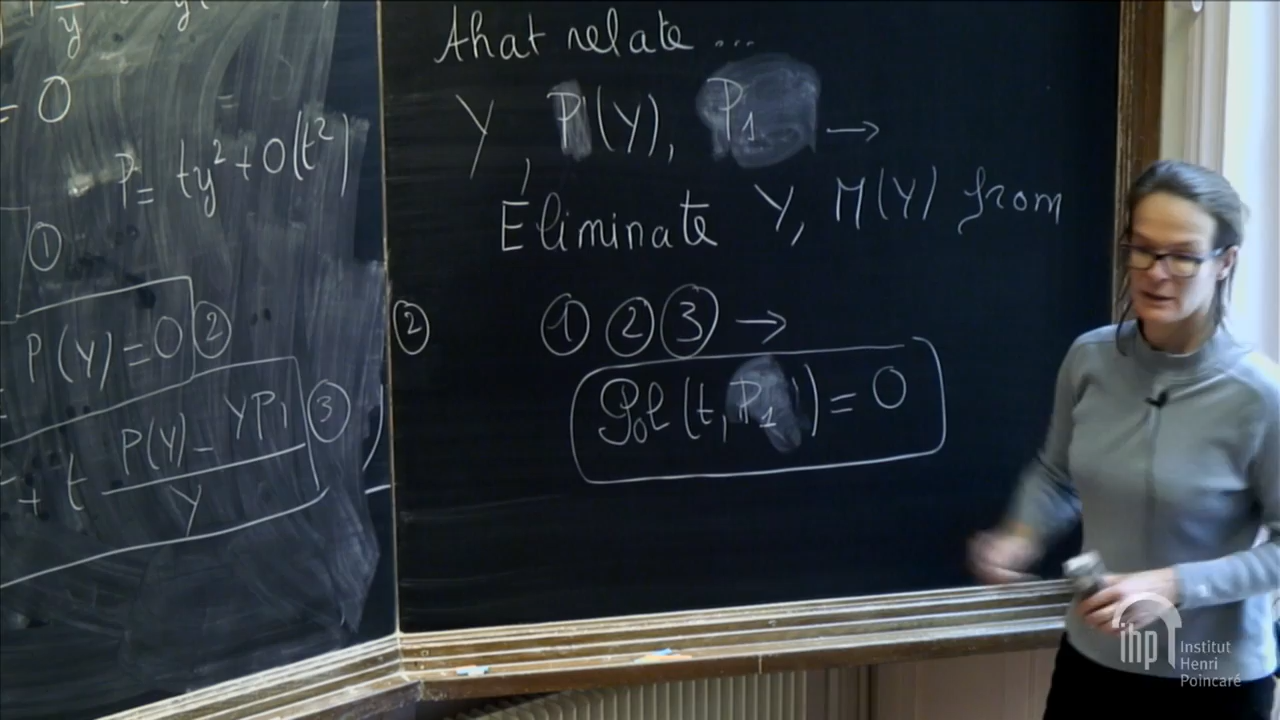 = 0
P= ty² + O(t²)
①
P(Y) = 0 ②
+ t (P(Y) - YP1)/Y ③
that relate ...
Y, P(Y), P1 →
Eliminate Y, M(Y) from
②
① ② ③ →
Pol(t, P1) = 0
ihp
Institut
Henri
Poincaré